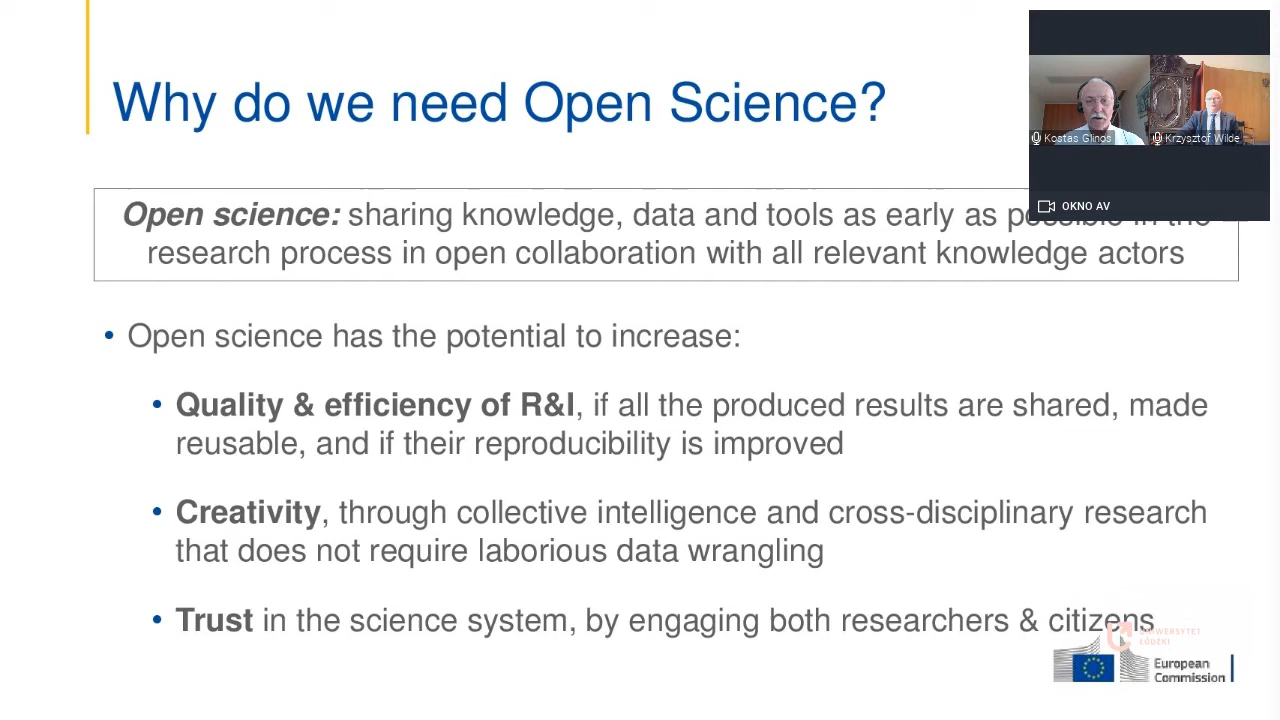 Why do we need Open Science?
Kostas Glinos
Krzysztof Wilde
OKNO AV
Open science: sharing knowledge, data and tools as early as possible in the
research process in open collaboration with all relevant knowledge actors
• Open science has the potential to increase:
• Quality & efficiency of R&I, if all the produced results are shared, made
reusable, and if their reproducibility is improved
• Creativity, through collective intelligence and cross-disciplinary research
that does not require laborious data wrangling
• Trust in the science system, by engaging both researchers & citizens
UNIWERSYTET
ŁÓDZKI
European
Commission